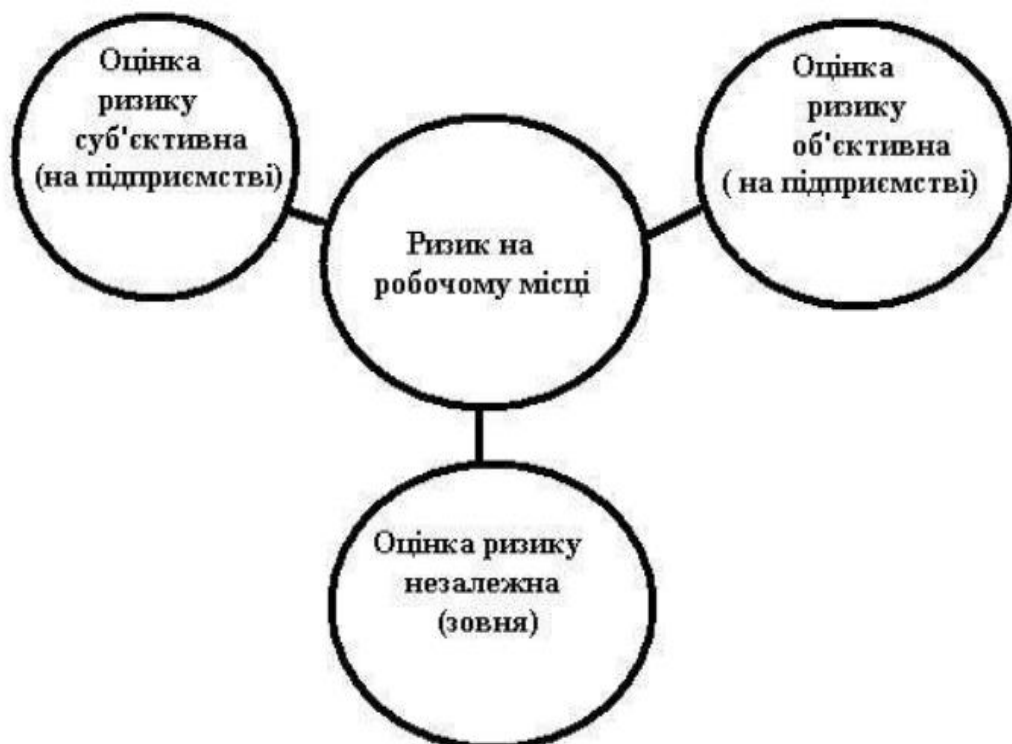 Оцінка
ризику
суб'єктивна
(на підприємстві)
Оцінка
ризику
об'єктивна
( на підприємстві)
Ризик на
робочому місці
Оцінка ризику
незалежна
(зовня)